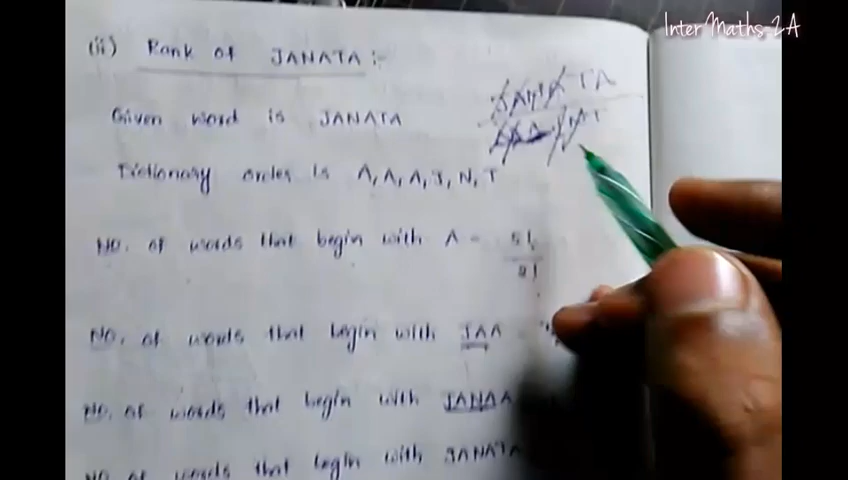 Inter Maths 2A
(ii) Rank of JANATA :-
Given word is JANATA
Dictionary order is A, A, A, J, N, T
No. of words that begin with A = 5!
2!
No. of words that begin with JAA =
No. of words that begin with JANAA
No. of words that begin with JANATA